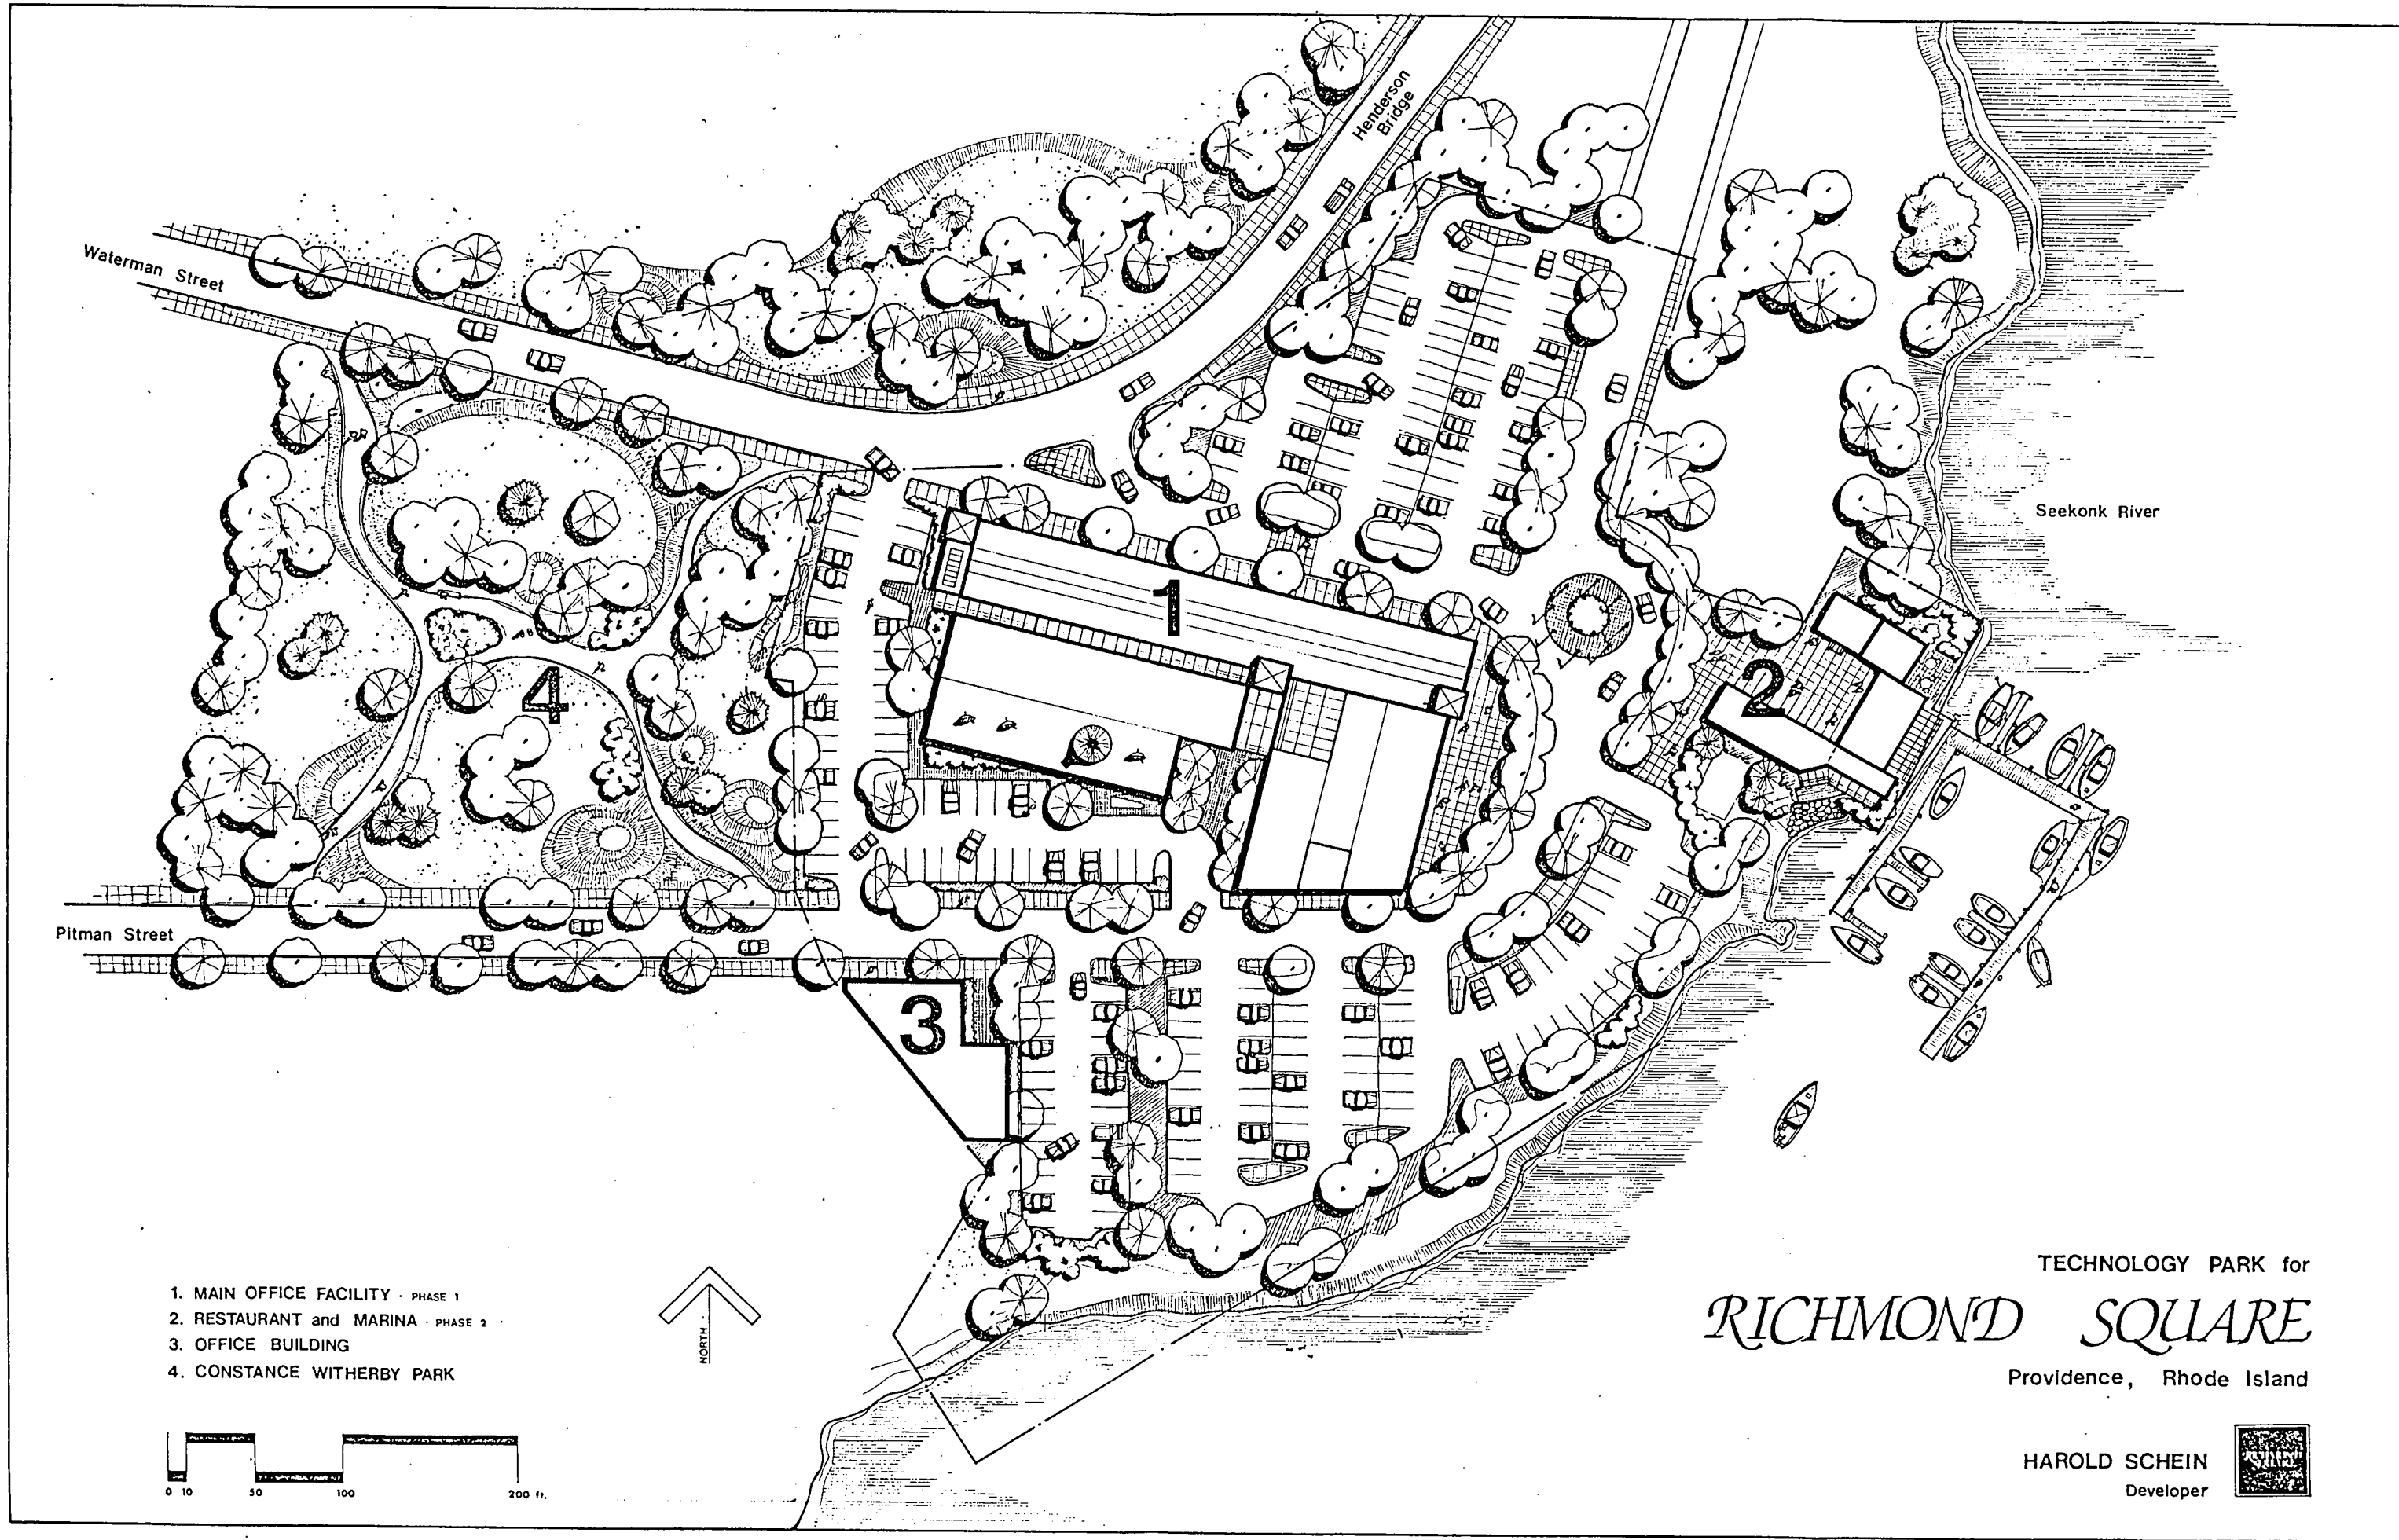 Henderson
Bridge
Waterman Street
Seekonk River
1
2
4
Pitman Street
3
1. MAIN OFFICE FACILITY · PHASE 1
2. RESTAURANT and MARINA · PHASE 2
3. OFFICE BUILDING
4. CONSTANCE WITHERBY PARK
NORTH
0 10 50 100 200 ft.
TECHNOLOGY PARK for
RICHMOND SQUARE
Providence, Rhode Island
HAROLD SCHEIN
Developer